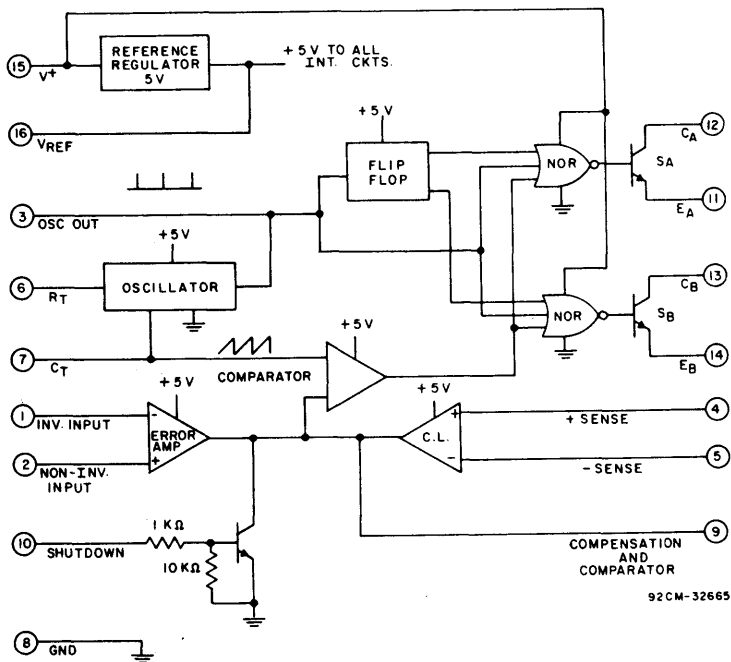 REFERENCE
REGULATOR
5V
+5V TO ALL
INT. CKTS.
15
V+
16
VREF
+5V
FLIP
FLOP
NOR
SA
CA
12
EA
11
3
OSC OUT
+5V
OSCILLATOR
6
RT
NOR
SB
CB
13
EB
14
7
CT
COMPARATOR
+5V
1
INV. INPUT
-
+5V
ERROR
AMP
+
2
NON-INV.
INPUT
+5V
C.L.
+
-
+ SENSE
4
- SENSE
5
10
SHUTDOWN
1 KΩ
10 KΩ
9
COMPENSATION
AND
COMPARATOR
92CM-32665
8
GND